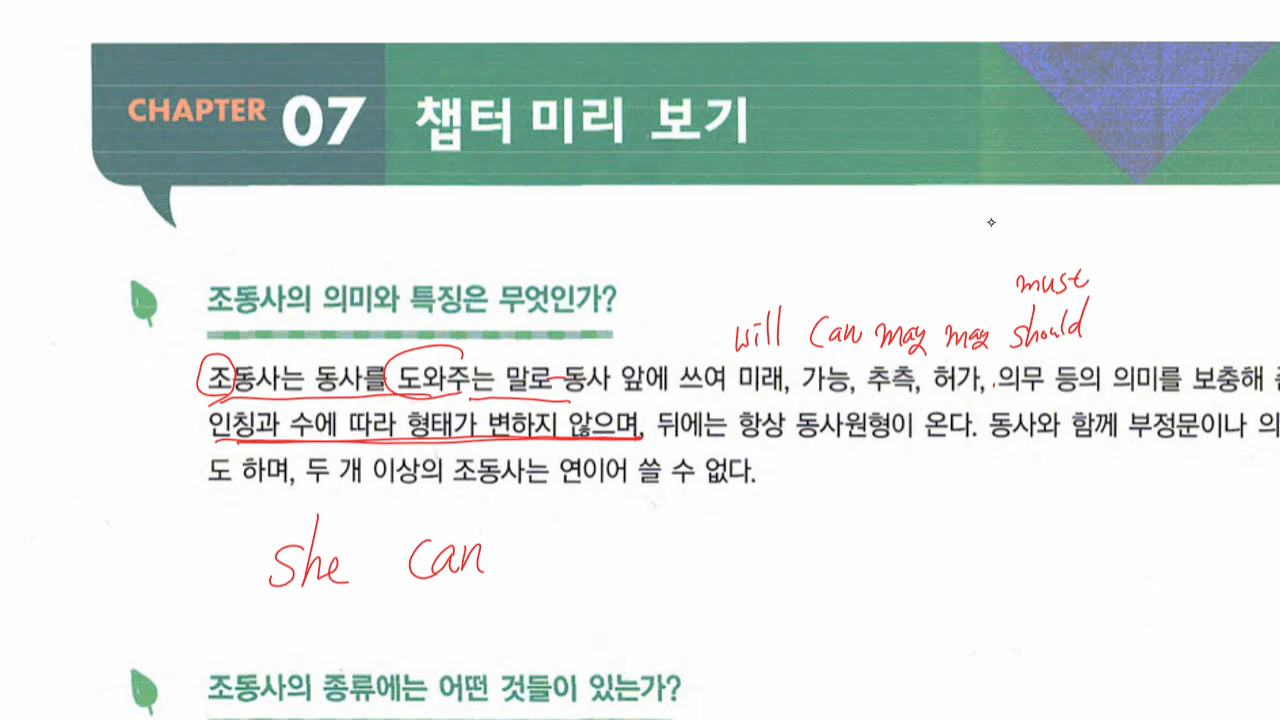 CHAPTER 07 챕터 미리 보기
조동사의 의미와 특징은 무엇인가?
must
will can may may should
조동사는 동사를 도와주는 말로 동사 앞에 쓰여 미래, 가능, 추측, 허가, 의무 등의 의미를 보충해
인칭과 수에 따라 형태가 변하지 않으며, 뒤에는 항상 동사원형이 온다. 동사와 함께 부정문이나 의
도 하며, 두 개 이상의 조동사는 연이어 쓸 수 없다.
She can
조동사의 종류에는 어떤 것들이 있는가?